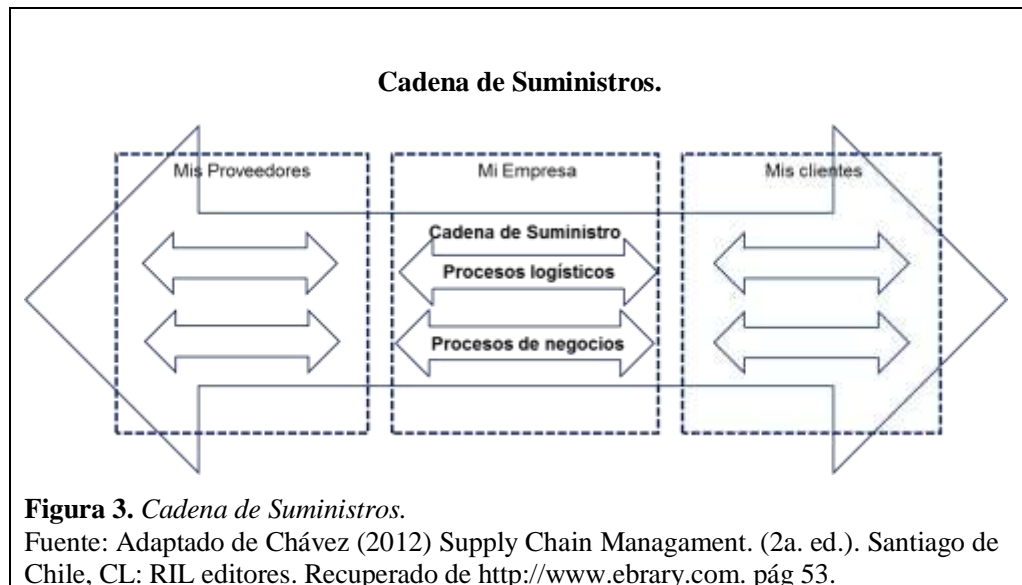 Cadena de Suministros.
Mis Proveedores
Mi Empresa
Mis clientes
Cadena de Suministro
Procesos logísticos
Procesos de negocios
Figura 3. Cadena de Suministros.
Fuente: Adaptado de Chávez (2012) Supply Chain Managament. (2a. ed.). Santiago de
Chile, CL: RIL editores. Recuperado de http://www.ebrary.com. pág 53.